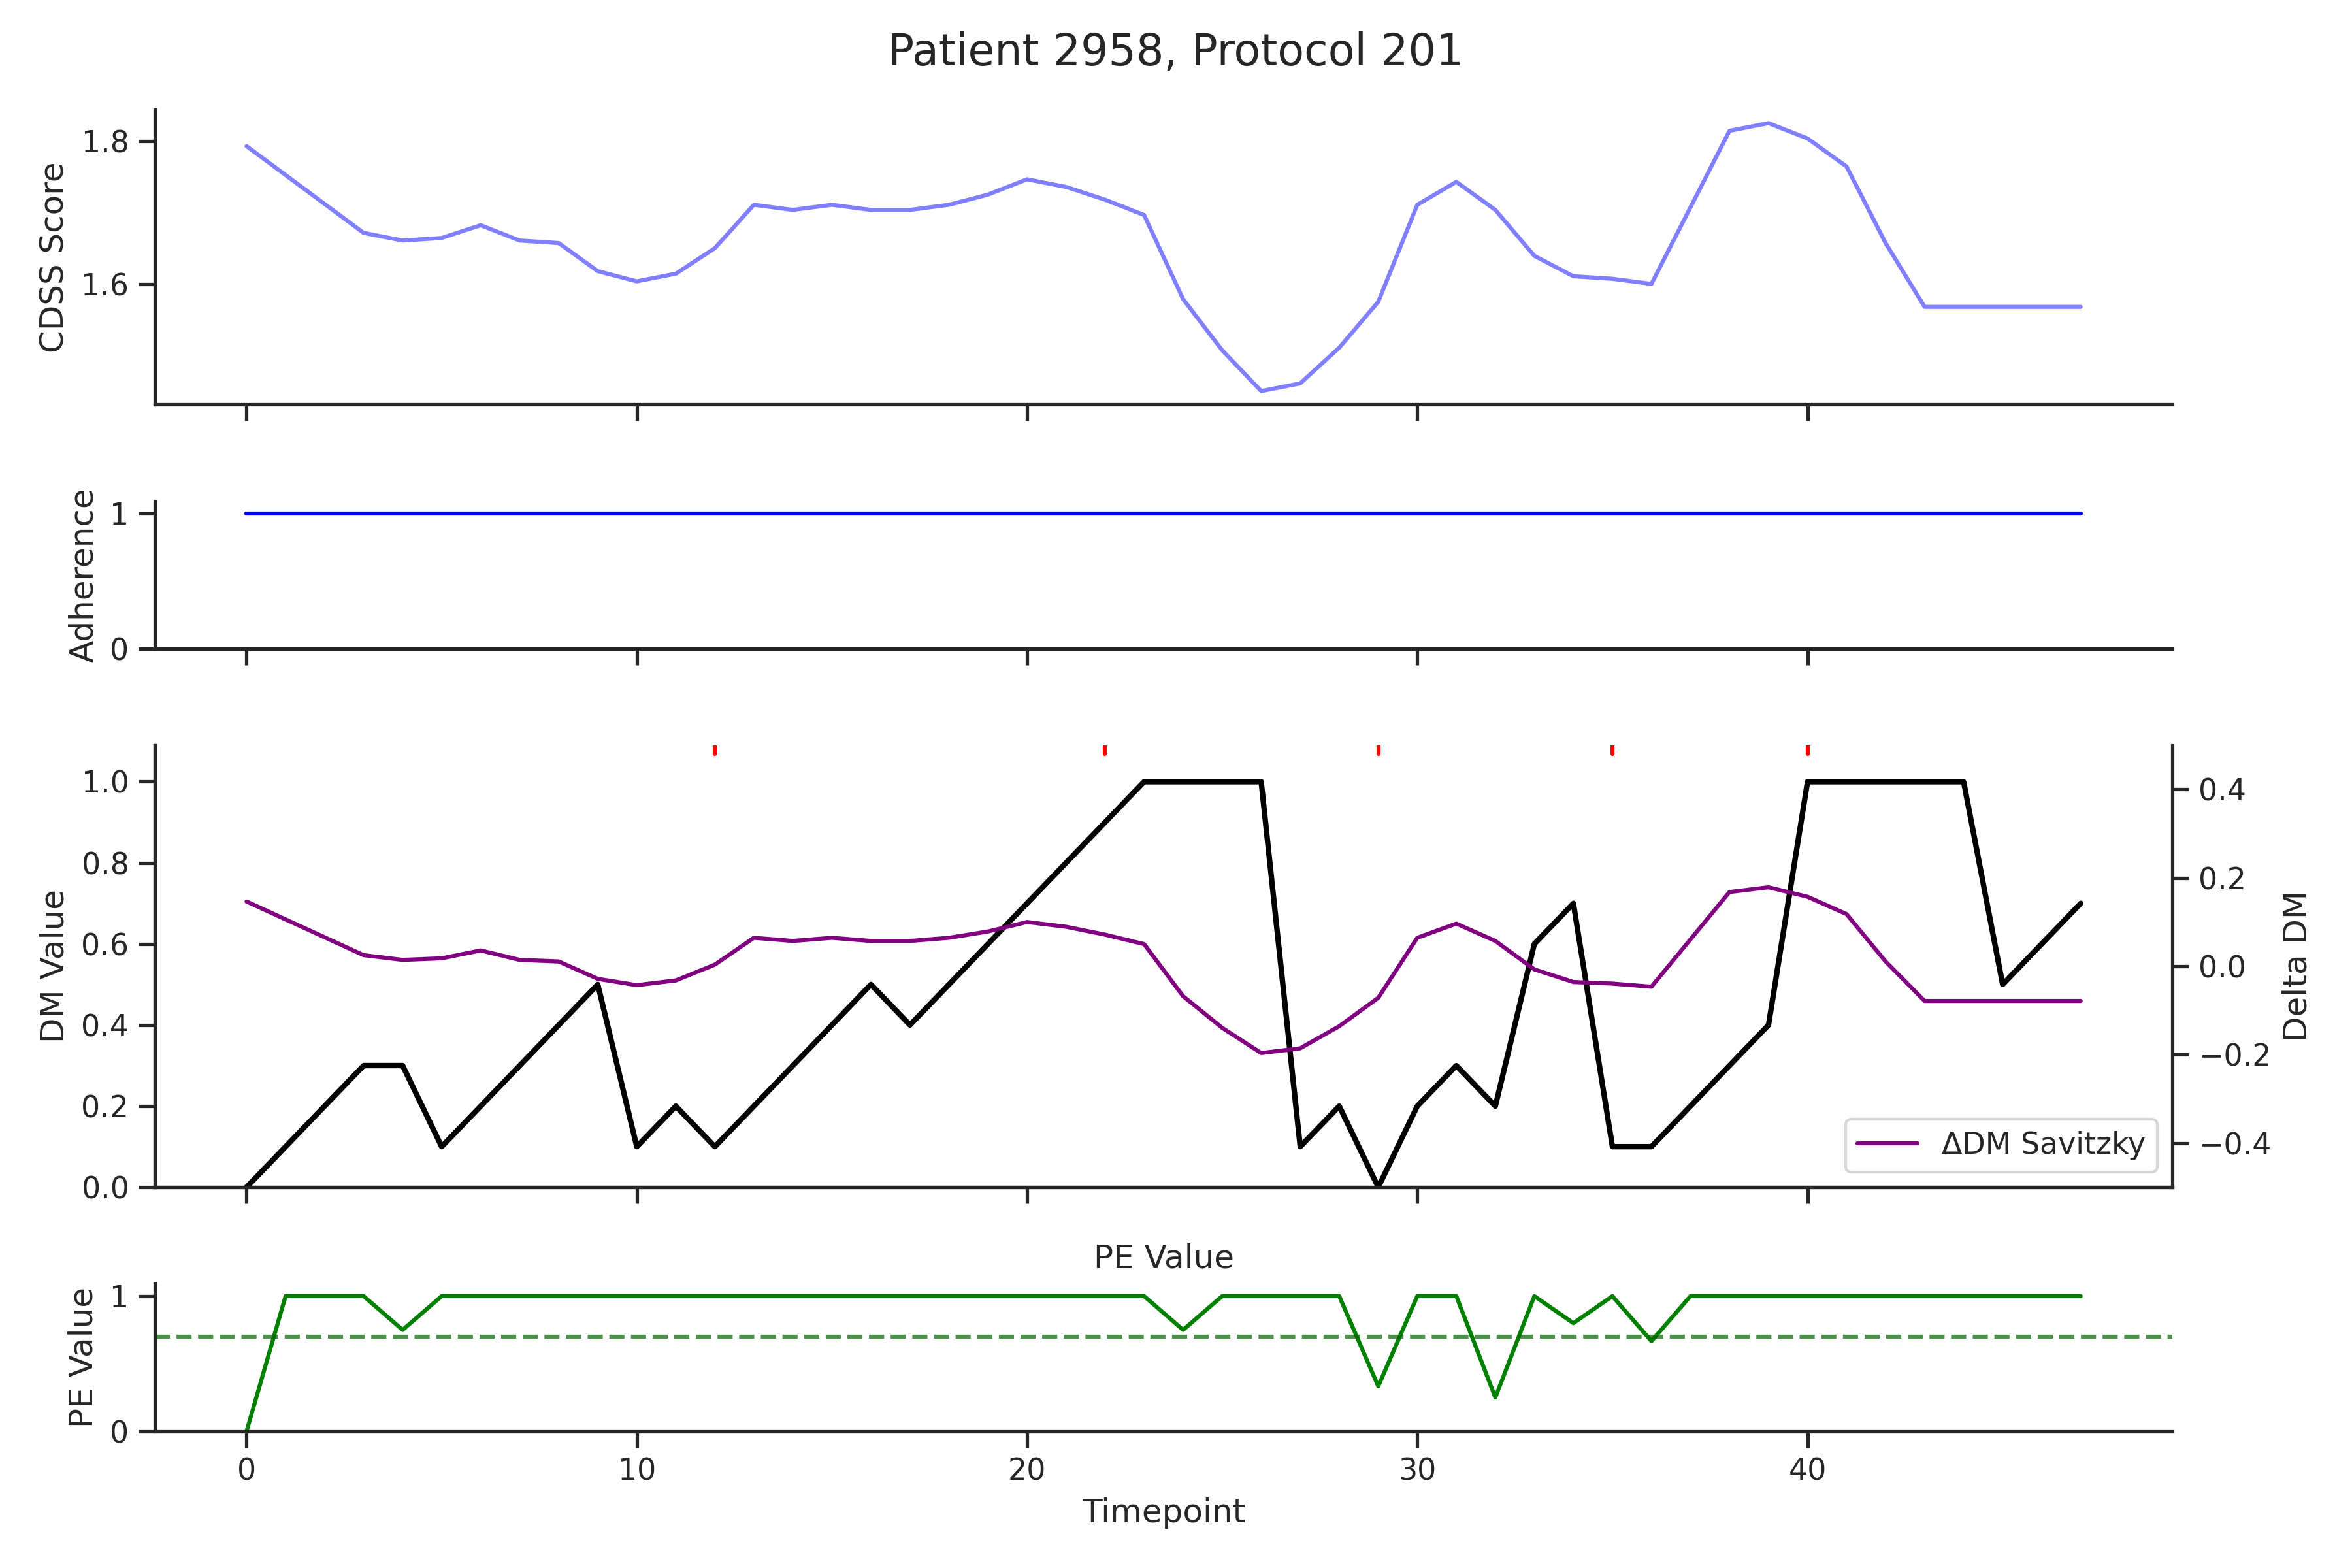 Patient 2958, Protocol 201
CDSS Score
1.8
1.6
Adherence
1
0
DM Value
1.0
0.8
0.6
0.4
0.2
0.0
0.4
0.2
0.0
−0.2
−0.4
Delta DM
ΔDM Savitzky
PE Value
PE Value
1
0
0 10 20 30 40
Timepoint